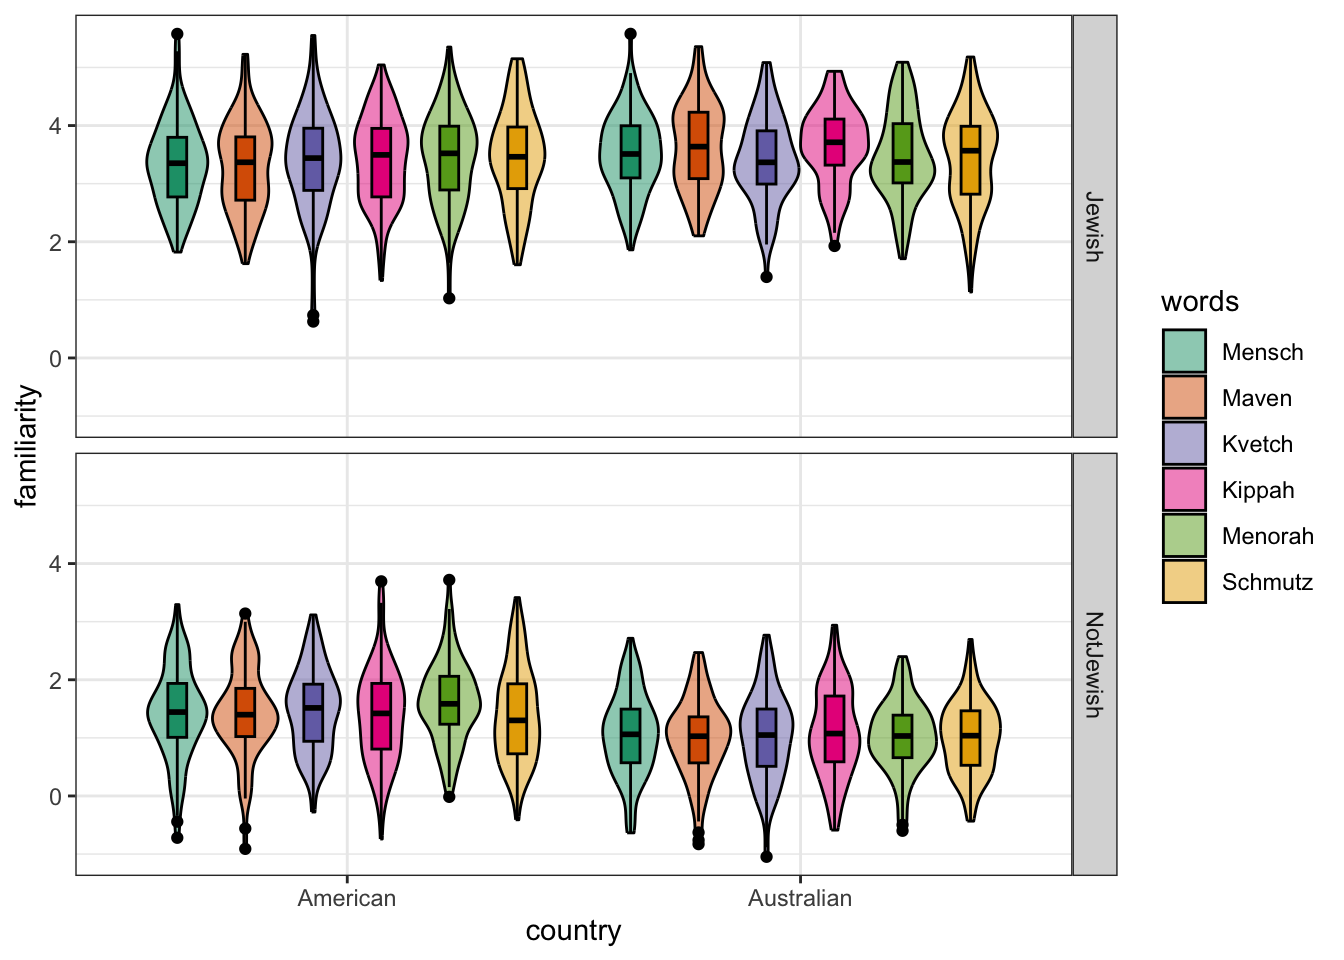 familiarity
4
2
0
Jewish
4
2
0
NotJewish
American
Australian
country
words
Mensch
Maven
Kvetch
Kippah
Menorah
Schmutz